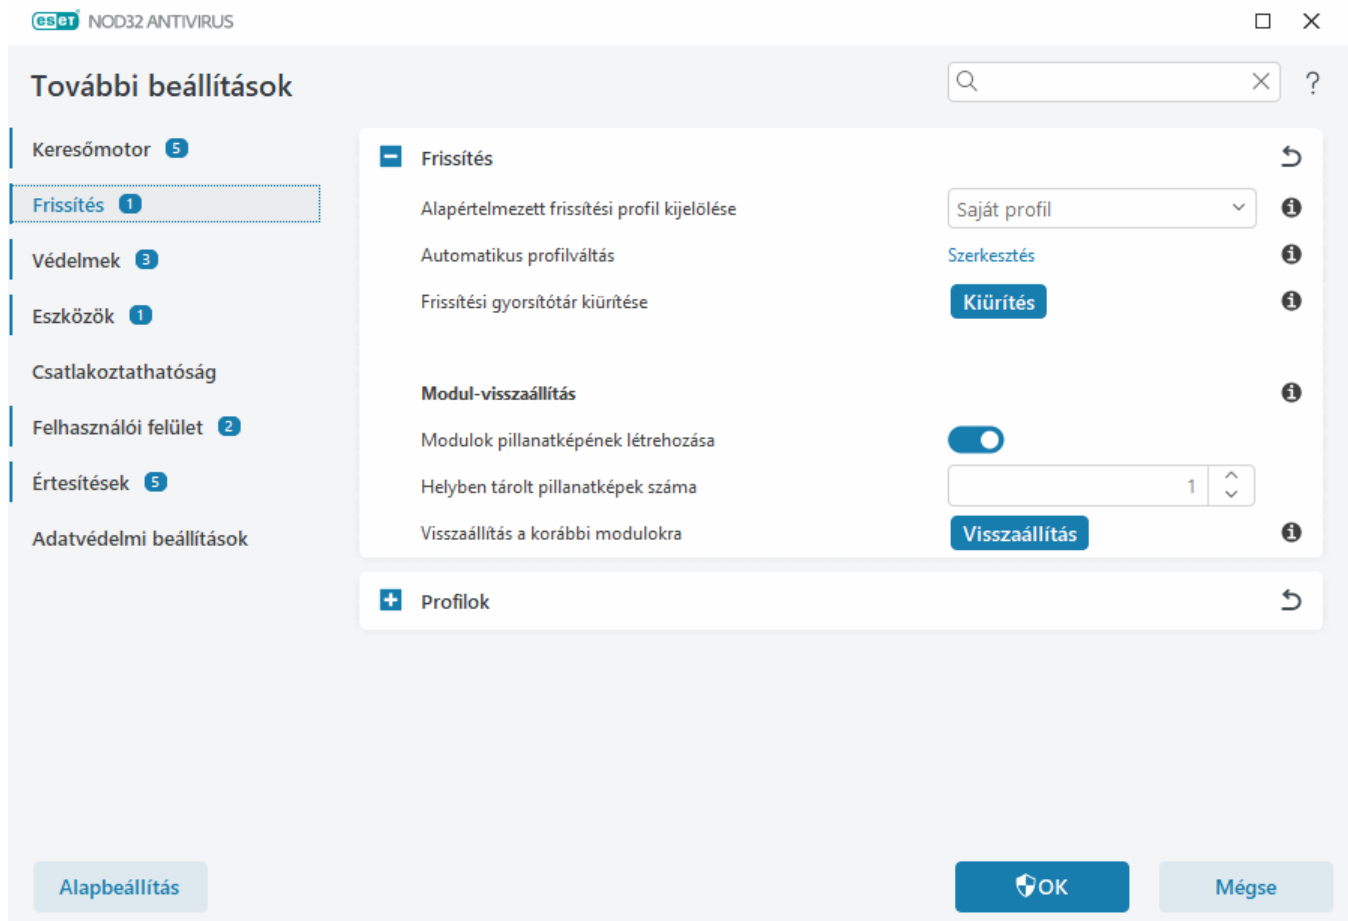 eset NOD32 ANTIVIRUS
További beállítások
?
Keresőmotor 5
Frissítés 1
Védelmek 3
Eszközök 1
Csatlakoztathatóság
Felhasználói felület 2
Értesítések 5
Adatvédelmi beállítások
Frissítés
Alapértelmezett frissítési profil kijelölése Saját profil
Automatikus profilváltás Szerkesztés
Frissítési gyorsítótár kiürítése Kiürítés
Modul-visszaállítás
Modulok pillanatképének létrehozása
Helyben tárolt pillanatképek száma 1
Visszaállítás a korábbi modulokra Visszaállítás
Profilok
Alapbeállítás OK Mégse